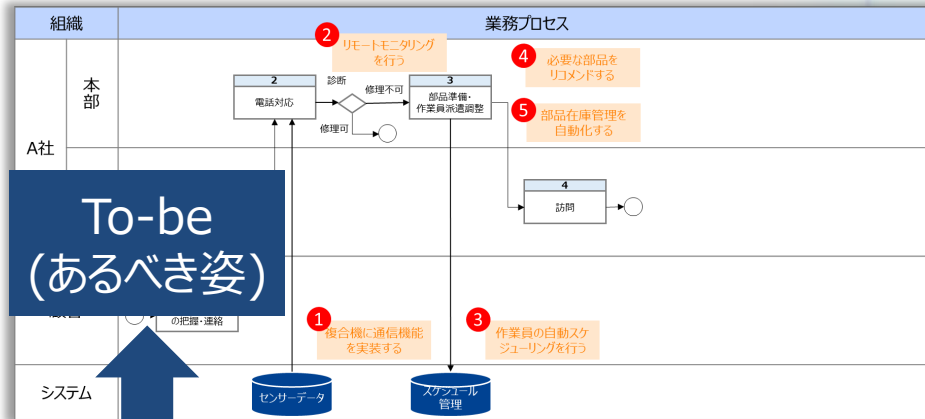 組織
業務プロセス
2
リモートモニタリング
を行う
4
必要な部品を
リコメンドする
本
部
2
電話対応
診断
修理不可
修理可
3
部品準備・
作業員派遣調整
5
部品在庫管理を
自動化する
A社
4
訪問
To-be
(あるべき姿)
の把握・連絡
1
複合機に通信機能
を実装する
3
作業員の自動スケ
ジューリングを行う
システム
センサーデータ
スケジュール
管理